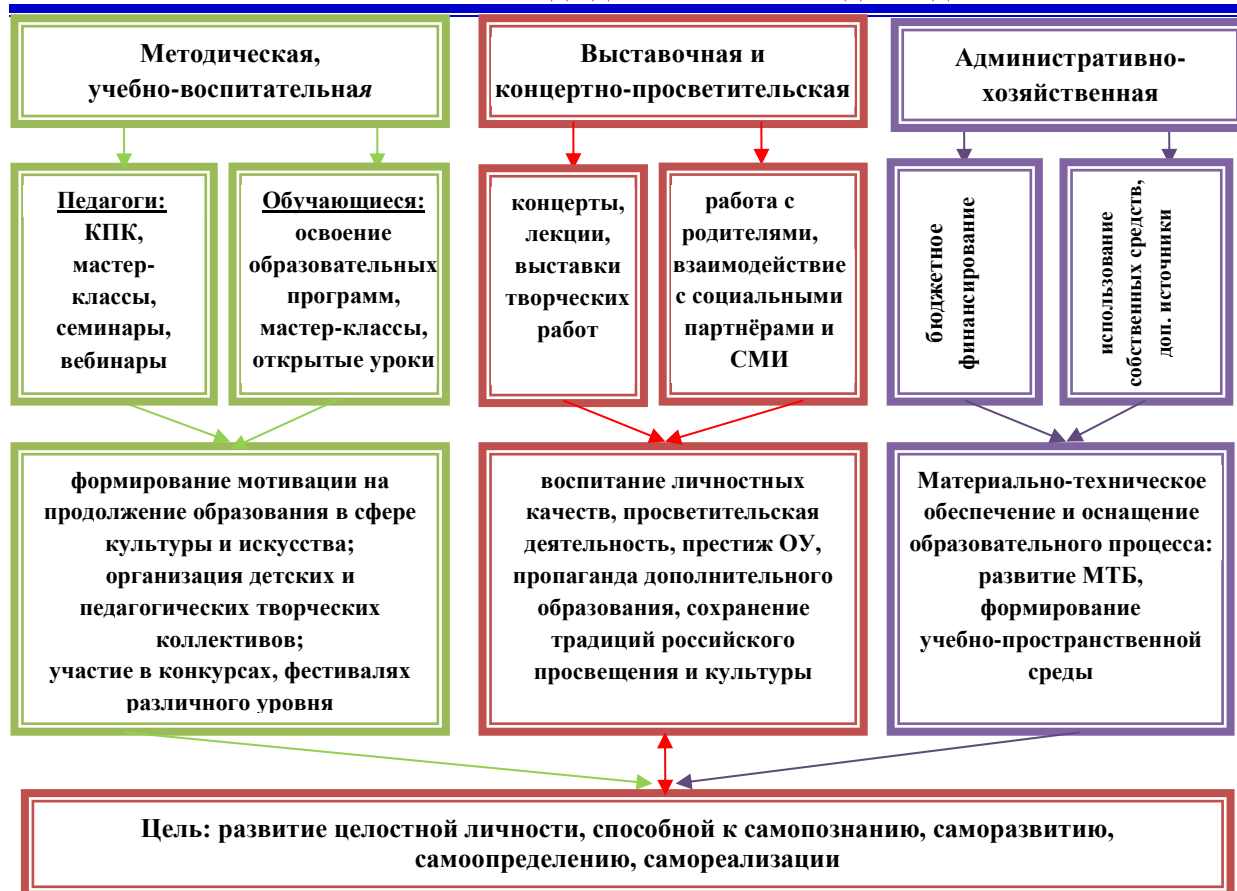 Методическая,
учебно-воспитательная
Выставочная и
концертно-просветительская
Административно-
хозяйственная
Педагоги:
КПК,
мастер-
классы,
семинары,
вебинары
Обучающиеся:
освоение
образовательных
программ,
мастер-классы,
открытые уроки
концерты,
лекции,
выставки
творческих
работ
работа с
родителями,
взаимодействие
с социальными
партнёрами и
СМИ
бюджетное
финансирование
использование
собственных средств,
доп. источники
формирование мотивации на
продолжение образования в сфере
культуры и искусства;
организация детских и
педагогических творческих
коллективов;
участие в конкурсах, фестивалях
различного уровня
воспитание личностных
качеств, просветительская
деятельность, престиж ОУ,
пропаганда дополнительного
образования, сохранение
традиций российского
просвещения и культуры
Материально-техническое
обеспечение и оснащение
образовательного процесса:
развитие МТБ,
формирование
учебно-пространственной
среды
Цель: развитие целостной личности, способной к самопознанию, саморазвитию,
самоопределению, самореализации